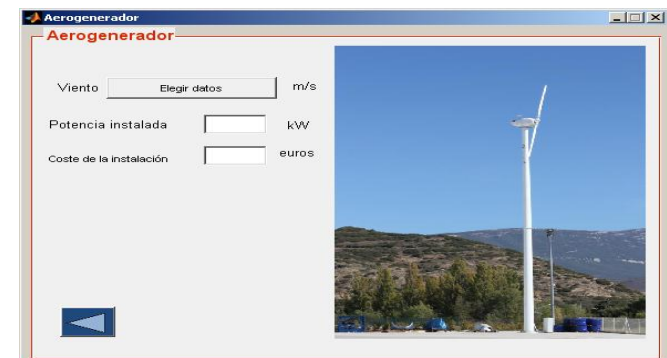 Aerogenerador
Aerogenerador
Viento Elegir datos m/s
Potencia instalada kW
Coste de la instalación euros